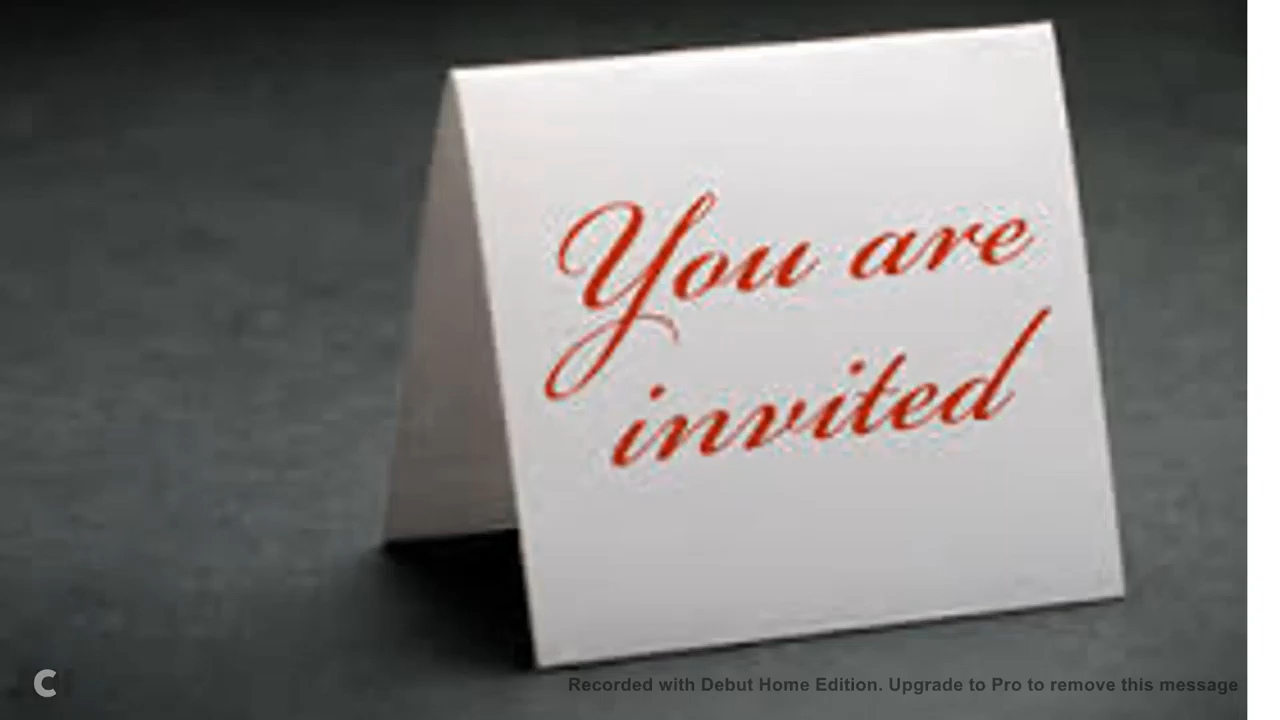 You are
invited
C
Recorded with Debut Home Edition. Upgrade to Pro to remove this message